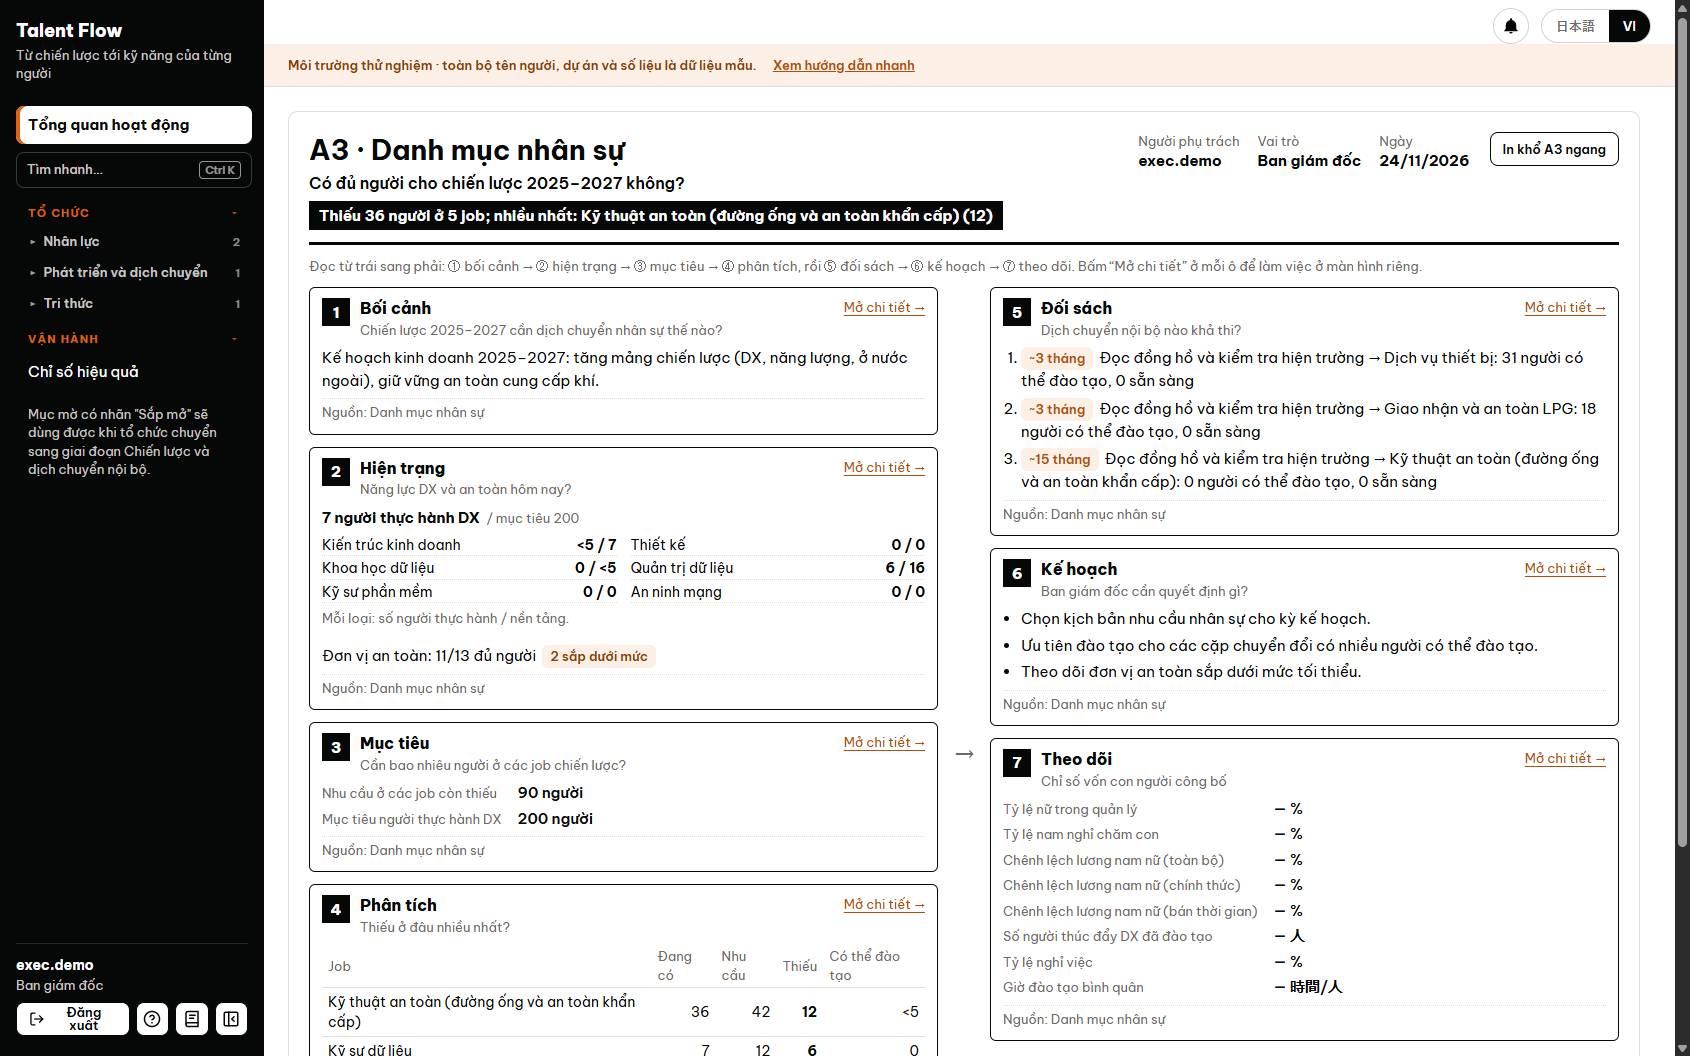 Talent Flow
Từ chiến lược tới kỹ năng của từng
người
Tổng quan hoạt động
Tìm nhanh... Ctrl K
TỔ CHỨC
Nhân lực 2
Phát triển và dịch chuyển 1
Tri thức 1
VẬN HÀNH
Chỉ số hiệu quả
Mục mờ có nhãn "Sắp mở" sẽ
dùng được khi tổ chức chuyển
sang giai đoạn Chiến lược và
dịch chuyển nội bộ.
exec.demo
Ban giám đốc
Đăng
xuất
日本語 VI
Môi trường thử nghiệm · toàn bộ tên người, dự án và số liệu là dữ liệu mẫu. Xem hướng dẫn nhanh
A3 · Danh mục nhân sự
Có đủ người cho chiến lược 2025–2027 không?
Thiếu 36 người ở 5 job; nhiều nhất: Kỹ thuật an toàn (đường ống và an toàn khẩn cấp) (12)
Người phụ trách Vai trò Ngày
exec.demo Ban giám đốc 24/11/2026
In khổ A3 ngang
Đọc từ trái sang phải: ① bối cảnh → ② hiện trạng → ③ mục tiêu → ④ phân tích, rồi ⑤ đối sách → ⑥ kế hoạch → ⑦ theo dõi. Bấm “Mở chi tiết” ở mỗi ô để làm việc ở màn hình riêng.
1 Bối cảnh Mở chi tiết →
Chiến lược 2025–2027 cần dịch chuyển nhân sự thế nào?
Kế hoạch kinh doanh 2025–2027: tăng mảng chiến lược (DX, năng lượng, ở nước
ngoài), giữ vững an toàn cung cấp khí.
Nguồn: Danh mục nhân sự
2 Hiện trạng Mở chi tiết →
Năng lực DX và an toàn hôm nay?
7 người thực hành DX / mục tiêu 200
Kiến trúc kinh doanh <5 / 7 Thiết kế 0 / 0
Khoa học dữ liệu 0 / <5 Quản trị dữ liệu 6 / 16
Kỹ sư phần mềm 0 / 0 An ninh mạng 0 / 0
Mỗi loại: số người thực hành / nền tảng.
Đơn vị an toàn: 11/13 đủ người 2 sắp dưới mức
Nguồn: Danh mục nhân sự
3 Mục tiêu Mở chi tiết →
Cần bao nhiêu người ở các job chiến lược?
Nhu cầu ở các job còn thiếu 90 người
Mục tiêu người thực hành DX 200 người
Nguồn: Danh mục nhân sự
4 Phân tích Mở chi tiết →
Thiếu ở đâu nhiều nhất?
Job Đang có Nhu cầu Thiếu Có thể đào tạo
Kỹ thuật an toàn (đường ống và an toàn khẩn
cấp) 36 42 12 <5
Kỹ sư dữ liệu 7 12 6 0
→
5 Đối sách Mở chi tiết →
Dịch chuyển nội bộ nào khả thi?
1. ~3 tháng Đọc đồng hồ và kiểm tra hiện trường → Dịch vụ thiết bị: 31 người có
thể đào tạo, 0 sẵn sàng
2. ~3 tháng Đọc đồng hồ và kiểm tra hiện trường → Giao nhận và an toàn LPG: 18
người có thể đào tạo, 0 sẵn sàng
3. ~15 tháng Đọc đồng hồ và kiểm tra hiện trường → Kỹ thuật an toàn (đường ống
và an toàn khẩn cấp): 0 người có thể đào tạo, 0 sẵn sàng
Nguồn: Danh mục nhân sự
6 Kế hoạch Mở chi tiết →
Ban giám đốc cần quyết định gì?
• Chọn kịch bản nhu cầu nhân sự cho kỳ kế hoạch.
• Ưu tiên đào tạo cho các cặp chuyển đổi có nhiều người có thể đào tạo.
• Theo dõi đơn vị an toàn sắp dưới mức tối thiểu.
Nguồn: Danh mục nhân sự
7 Theo dõi Mở chi tiết →
Chỉ số vốn con người công bố
Tỷ lệ nữ trong quản lý – %
Tỷ lệ nam nghỉ chăm con – %
Chênh lệch lương nam nữ (toàn bộ) – %
Chênh lệch lương nam nữ (chính thức) – %
Chênh lệch lương nam nữ (bán thời gian) – %
Số người thúc đẩy DX đã đào tạo – 人
Tỷ lệ nghỉ việc – %
Giờ đào tạo bình quân – 時間/人
Nguồn: Danh mục nhân sự